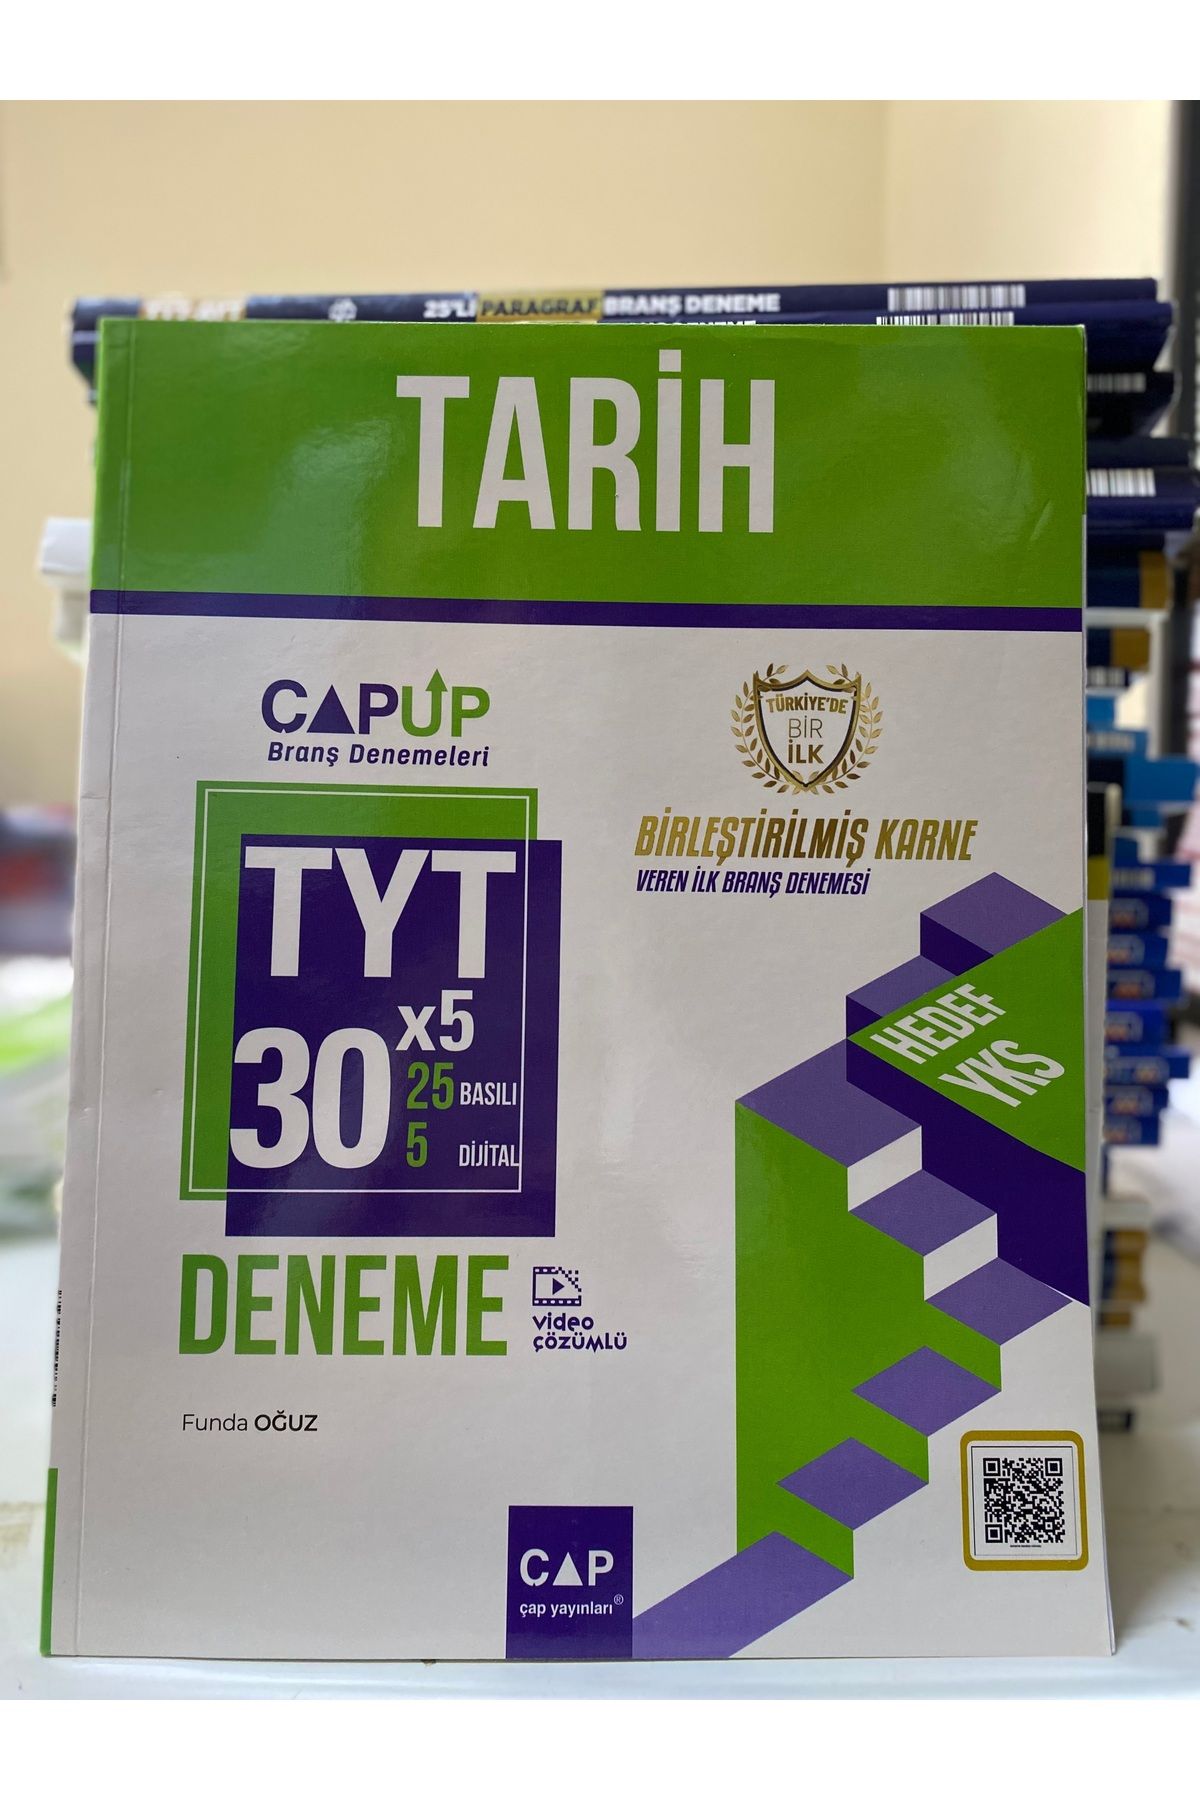 25'Lİ PARAGRAF BRANŞ DENEME
TARİH
ÇAPUP
Branş Denemeleri
TÜRKİYE'DE
BİR
İLK
BİRLEŞTİRİLMİŞ KARNE
VEREN İLK BRANŞ DENEMESİ
TYT
30
x5
25 BASILI
5 DİJİTAL
HEDEF
YKS
DENEME
video
çözümlü
Funda OĞUZ
ÇAP
çap yayınları®